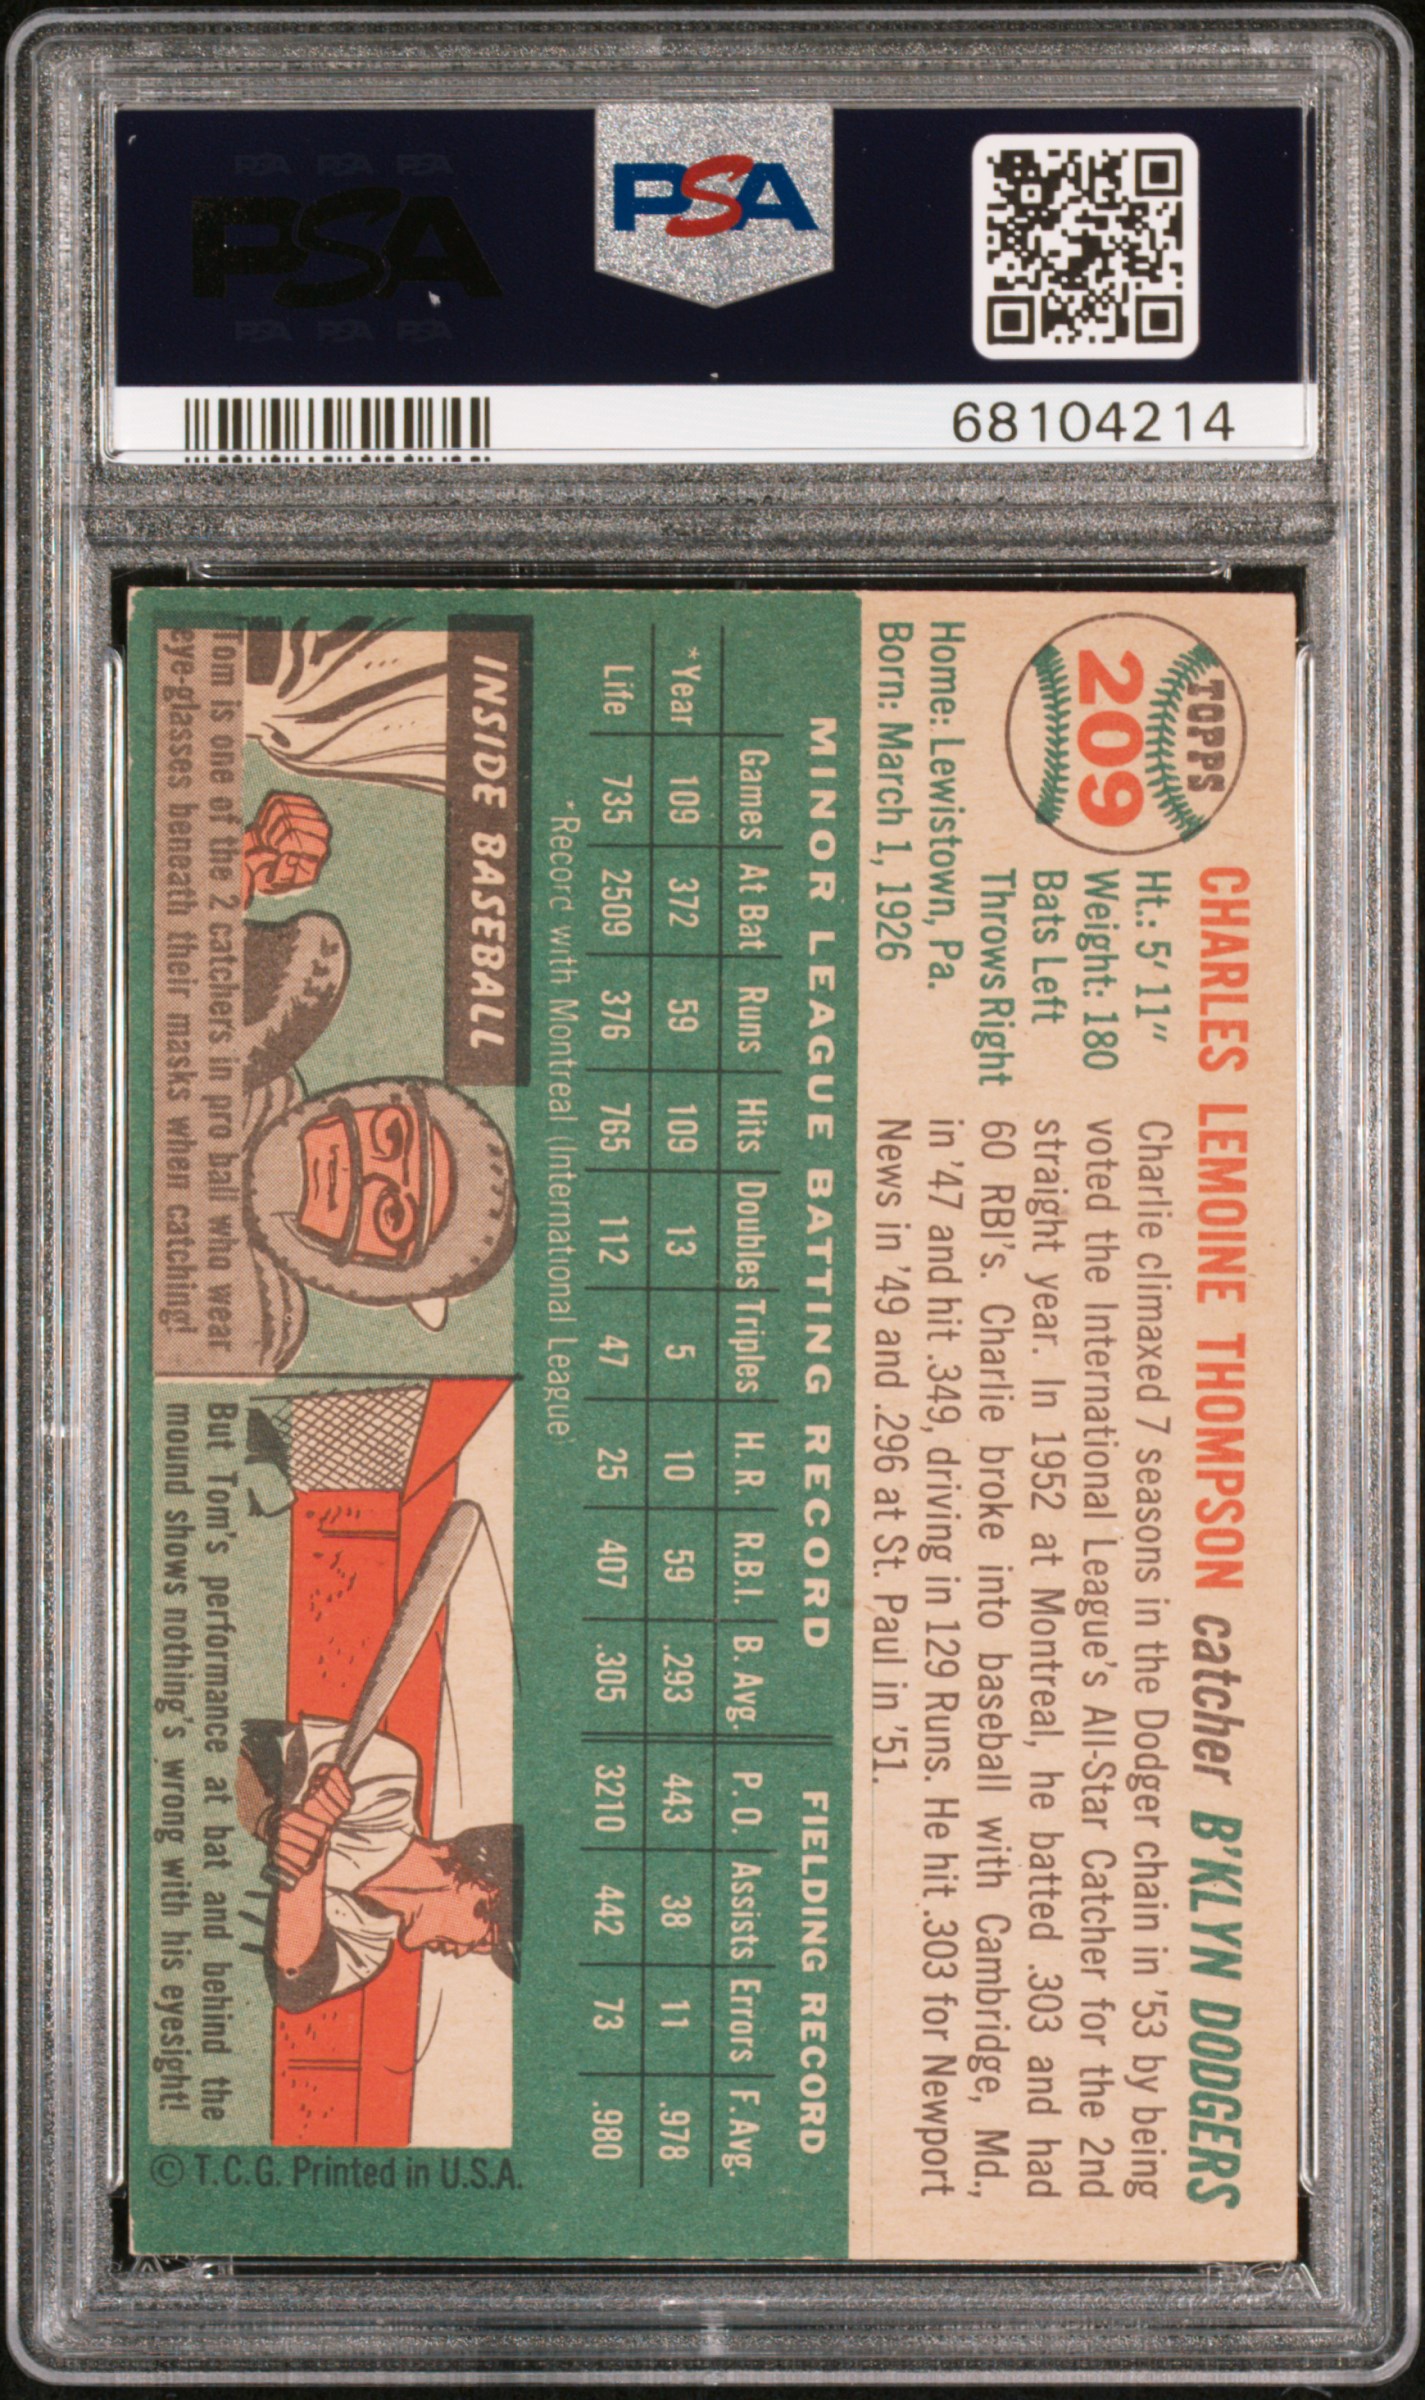 PSA PSA PSA
PSA
PSA PSA PSA
PSA
68104214
TOPPS
209
CHARLES LEMOINE THOMPSON catcher B'KLYN DODGERS
Ht.: 5' 11"
Weight: 180
Bats Left
Throws Right
Home: Lewistown, Pa.
Born: March 1, 1926
Charlie climaxed 7 seasons in the Dodger chain in '53 by being
voted the International League's All-Star Catcher for the 2nd
straight year. In 1952 at Montreal, he batted .303 and had
60 RBI's. Charlie broke into baseball with Cambridge, Md.,
in '47 and hit .349, driving in 129 Runs. He hit .303 for Newport
News in '49 and .296 at St. Paul in '51.
MINOR LEAGUE BATTING RECORD FIELDING RECORD
Games At Bat Runs Hits Doubles Triples H. R. R.B.I. B. Avg. P. O. Assists Errors F. Avg.
*Year 109 372 59 109 13 5 10 59 .293 443 38 11 .978
Life 735 2509 376 765 112 47 25 407 .305 3210 442 73 .980
*Record with Montreal (International League)
INSIDE BASEBALL
Tom is one of the 2 catchers in pro ball who wear
eye-glasses beneath their masks when catching!
But Tom's performance at bat and behind the
mound shows nothing's wrong with his eyesight!
© T.C.G. Printed in U.S.A.
PSA